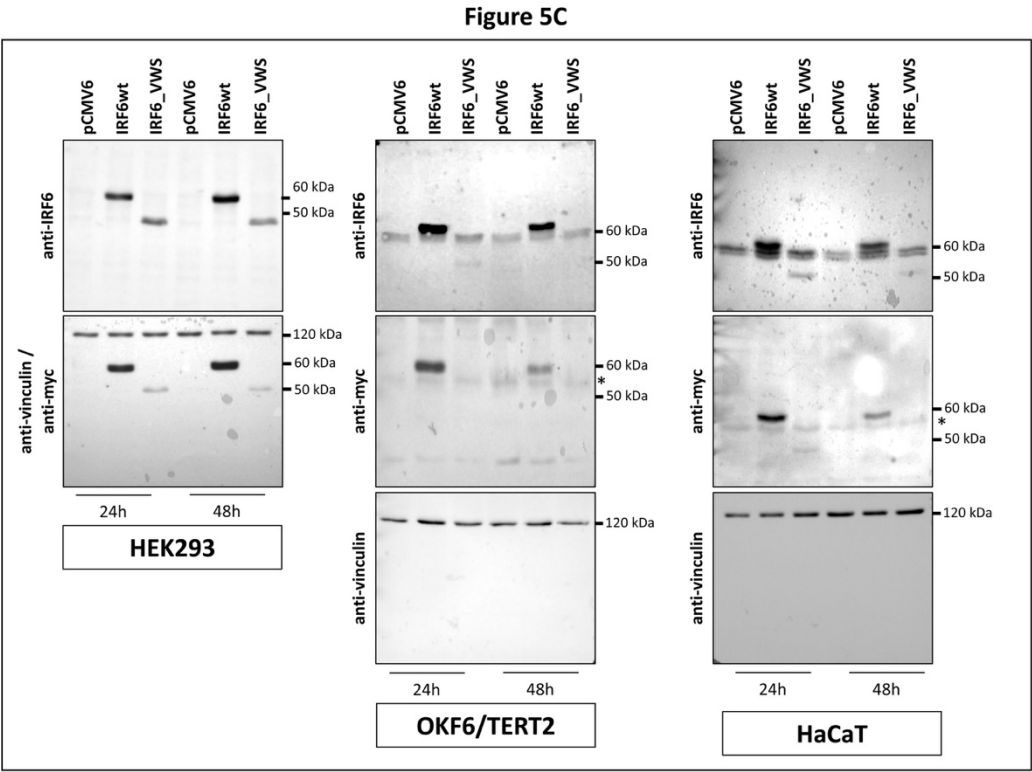 Figure 5C
pCMV6
IRF6wt
IRF6_VWS
pCMV6
IRF6wt
IRF6_VWS
anti-IRF6
60 kDa
50 kDa
anti-vinculin /
anti-myc
120 kDa
60 kDa
50 kDa
24h
48h
HEK293
pCMV6
IRF6wt
IRF6_VWS
pCMV6
IRF6wt
IRF6_VWS
anti-IRF6
60 kDa
50 kDa
anti-myc
60 kDa
*
50 kDa
anti-vinculin
120 kDa
24h
48h
OKF6/TERT2
pCMV6
IRF6wt
IRF6_VWS
pCMV6
IRF6wt
IRF6_VWS
anti-IRF6
60 kDa
50 kDa
anti-myc
60 kDa
*
50 kDa
anti-vinculin
120 kDa
24h
48h
HaCaT